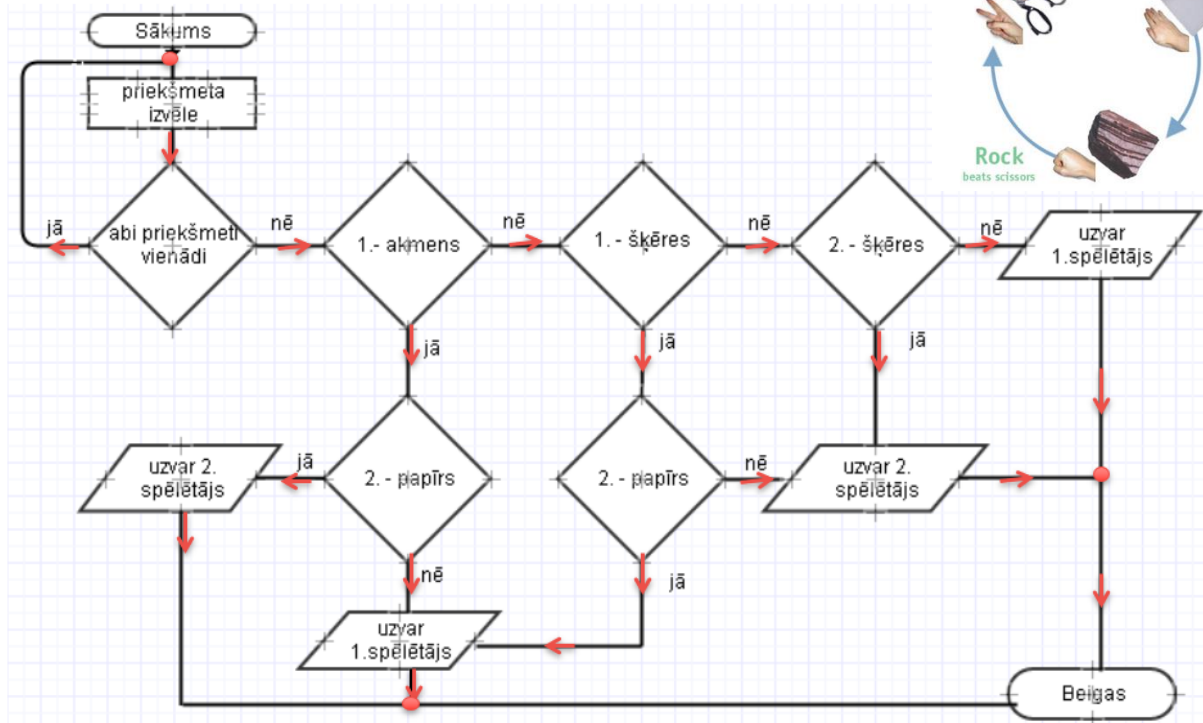 Sākums
priekšmeta
izvēle
abi priekšmeti
vienādi
jā
nē
1.- akmens
nē
1. - šķēres
nē
2. - šķēres
nē
uzvar
1.spēlētājs
jā
jā
jā
uzvar 2.
spēlētājs
jā
2. - papīrs
2. - papīrs
nē
uzvar 2.
spēlētājs
nē
jā
uzvar
1.spēlētājs
Beigas
Rock
beats scissors